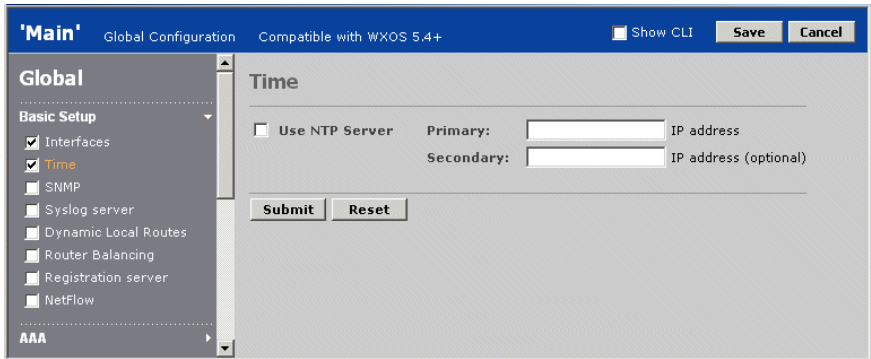 'Main' Global Configuration Compatible with WXOS 5.4+ Show CLI Save Cancel
Global
Basic Setup
Interfaces
Time
SNMP
Syslog server
Dynamic Local Routes
Router Balancing
Registration server
NetFlow
AAA
Time
Use NTP Server Primary: IP address
Secondary: IP address (optional)
Submit Reset